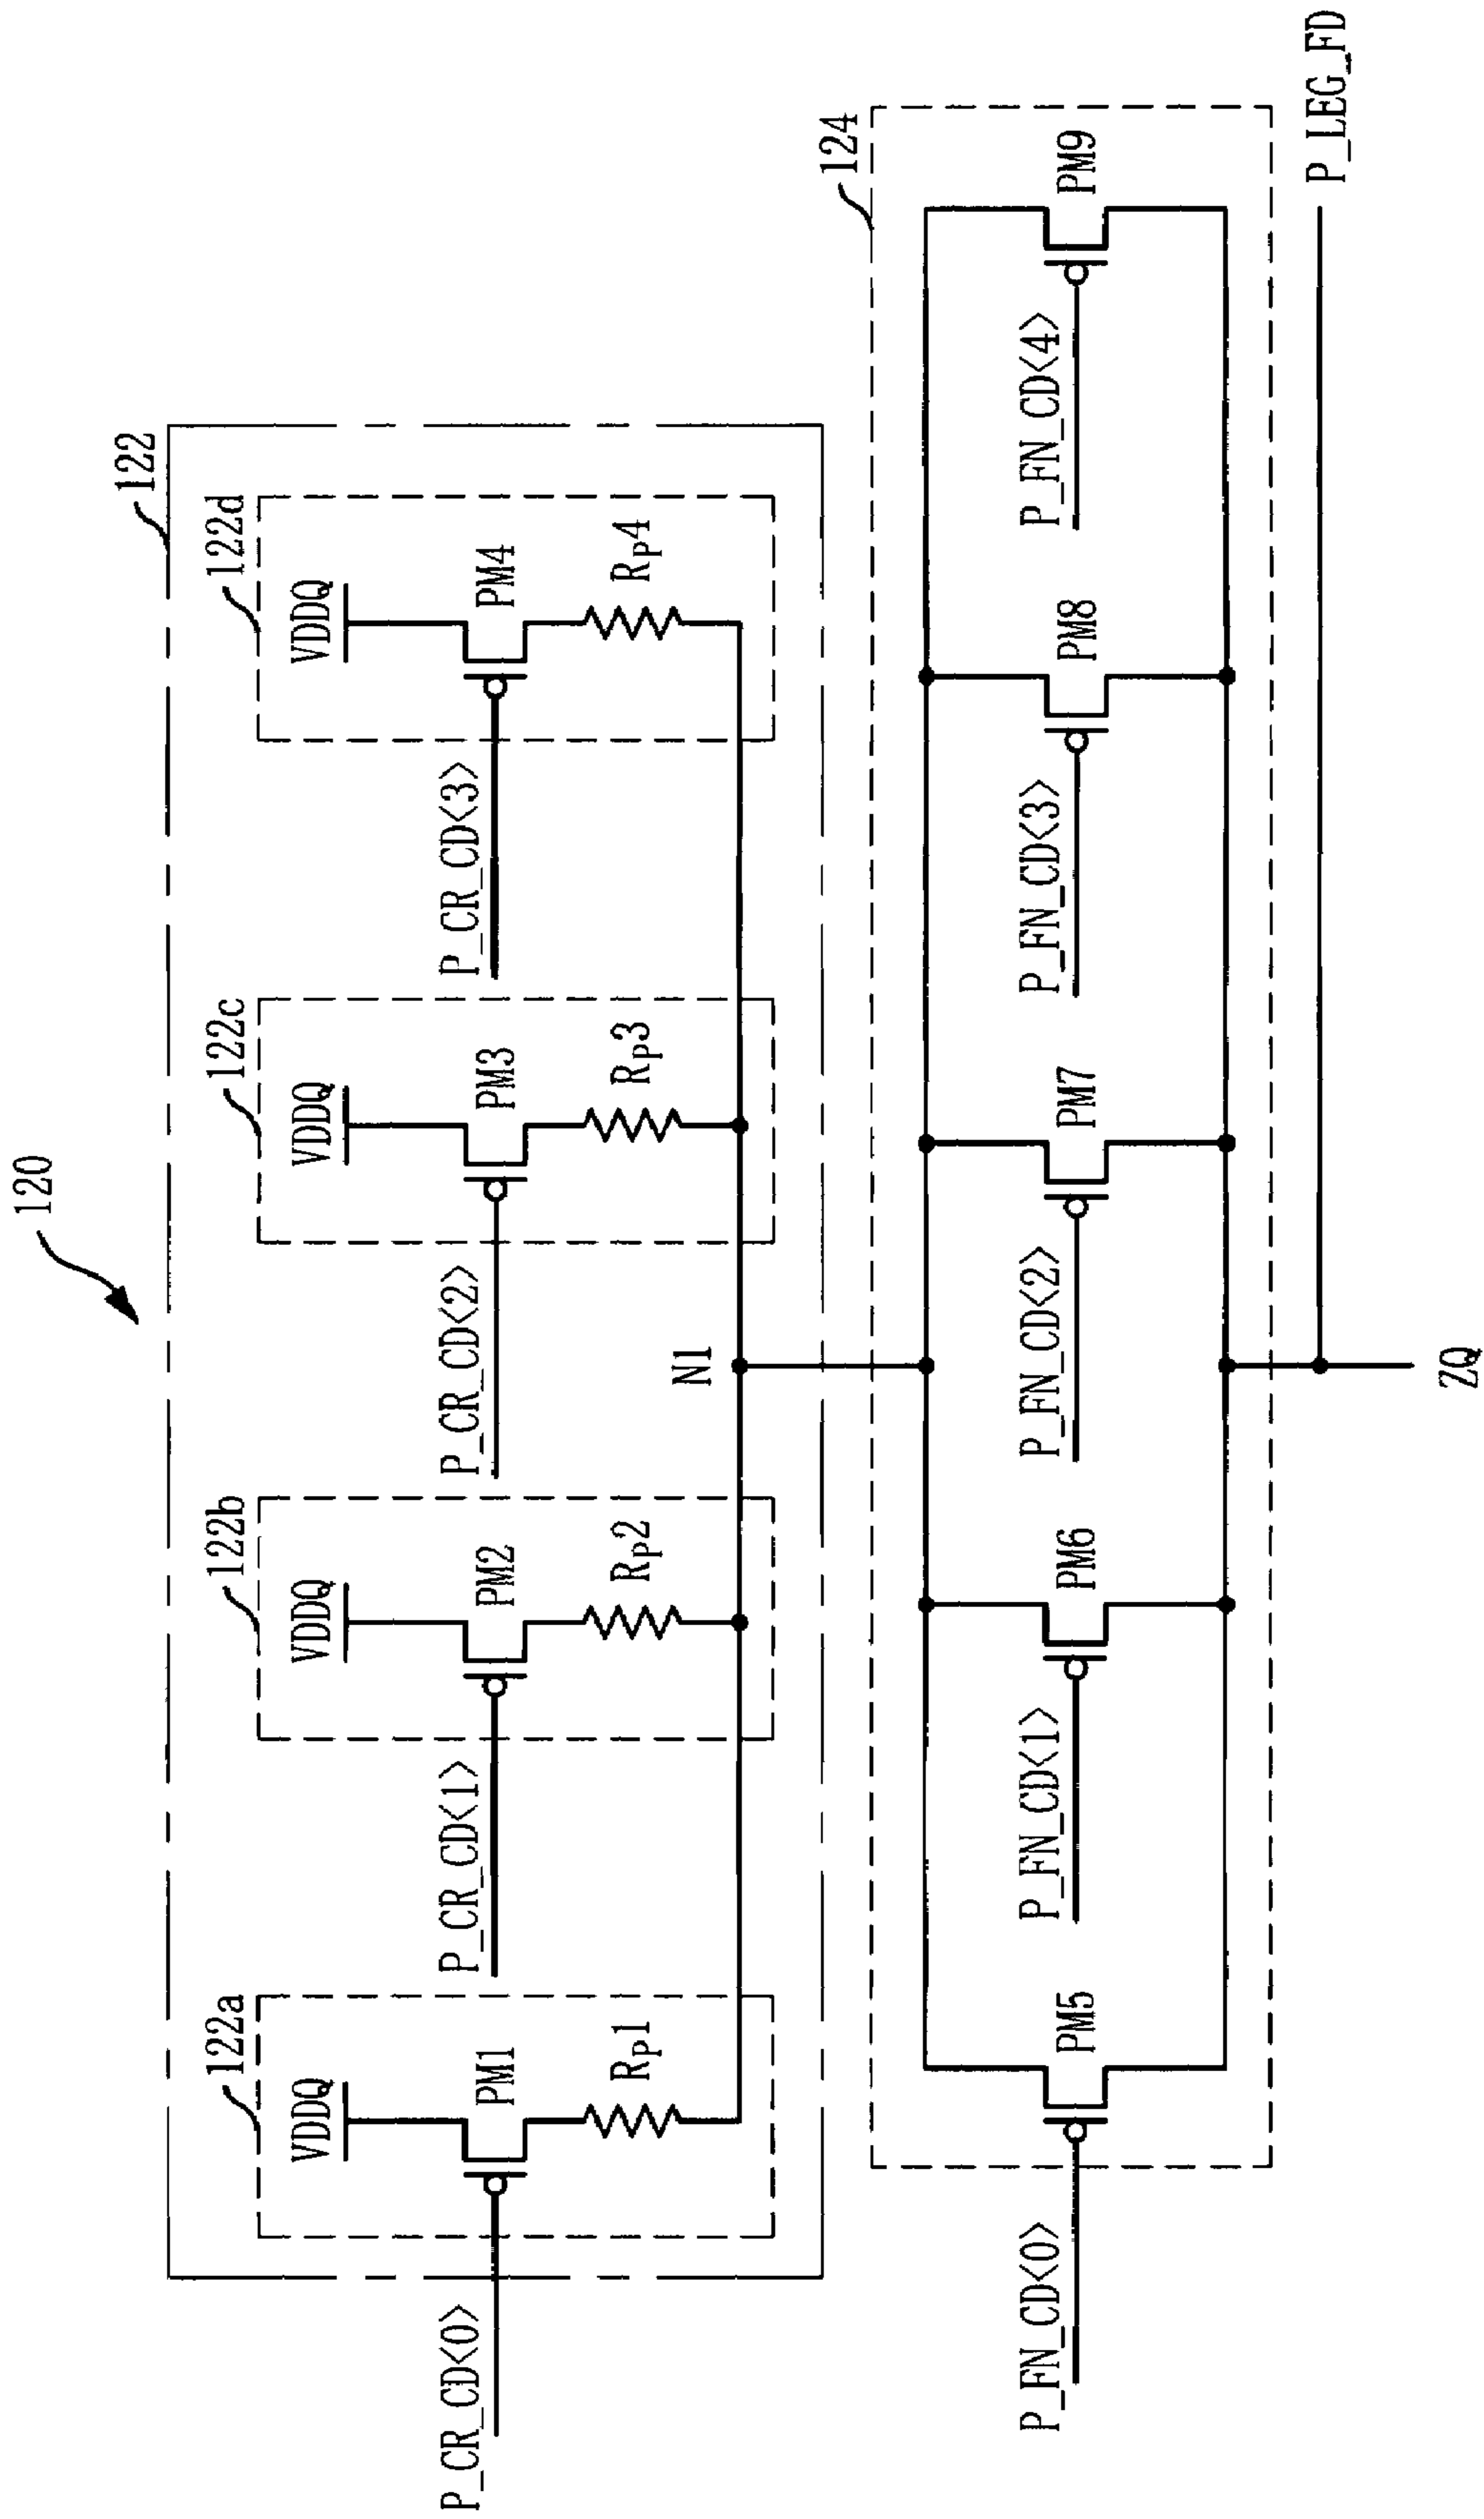 120
122
122a
122b
122c
122d
VDDQ
VDDQ
VDDQ
VDDQ
P_CR_CD<0>
PM1
P_CR_CD<1>
PM2
P_CR_CD<2>
PM3
P_CR_CD<3>
PM4
Rp1
Rp2
Rp3
Rp4
N1
124
P_FN_CD<0>
PM5
P_FN_CD<1>
PM6
P_FN_CD<2>
PM7
P_FN_CD<3>
PM8
P_FN_CD<4>
PM9
P_LEG_FD
ZQ